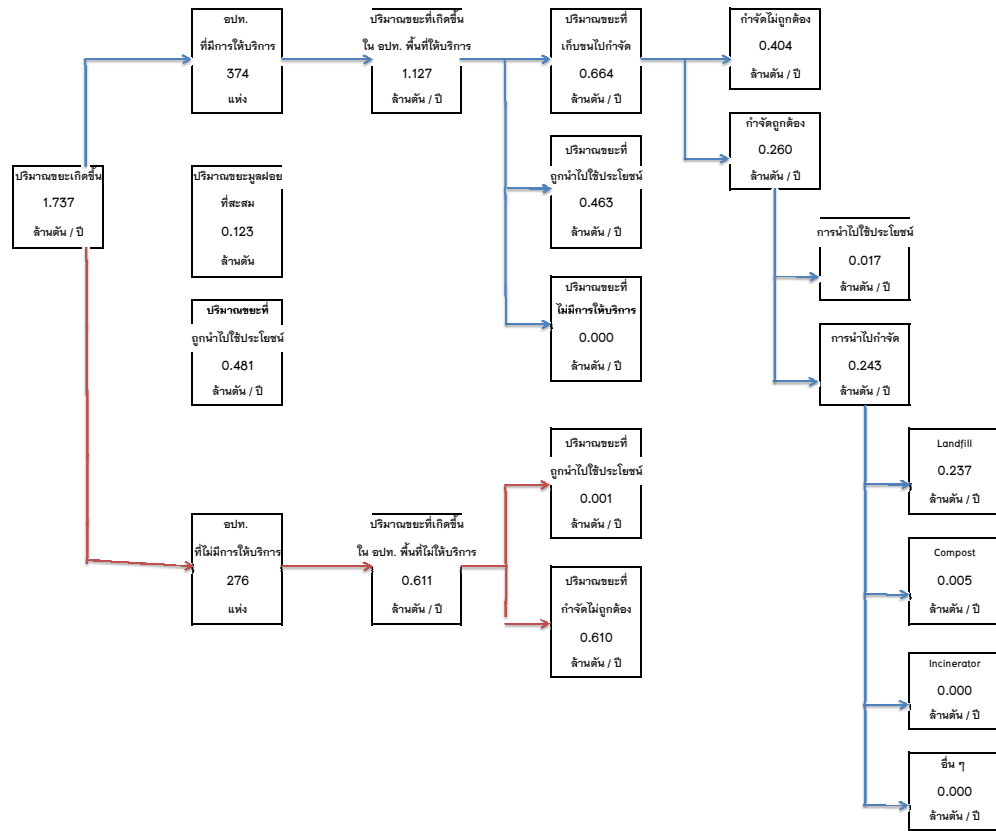 อปท.
ที่มีการให้บริการ
374
แห่ง
ปริมาณขยะที่เกิดขึ้น
ใน อปท. พื้นที่ให้บริการ
1.127
ล้านตัน / ปี
ปริมาณขยะที่
เก็บขนไปกำจัด
0.664
ล้านตัน / ปี
กำจัดไม่ถูกต้อง
0.404
ล้านตัน / ปี
กำจัดถูกต้อง
0.260
ล้านตัน / ปี
ปริมาณขยะเกิดขึ้น
1.737
ล้านตัน / ปี
ปริมาณขยะมูลฝอย
ที่สะสม
0.123
ล้านตัน
ปริมาณขยะที่
ถูกนำไปใช้ประโยชน์
0.463
ล้านตัน / ปี
การนำไปใช้ประโยชน์
0.017
ล้านตัน / ปี
ปริมาณขยะที่
ถูกนำไปใช้ประโยชน์
0.481
ล้านตัน / ปี
ปริมาณขยะที่
ไม่มีการให้บริการ
0.000
ล้านตัน / ปี
การนำไปกำจัด
0.243
ล้านตัน / ปี
ปริมาณขยะที่
ถูกนำไปใช้ประโยชน์
0.001
ล้านตัน / ปี
Landfill
0.237
ล้านตัน / ปี
อปท.
ที่ไม่มีการให้บริการ
276
แห่ง
ปริมาณขยะที่เกิดขึ้น
ใน อปท. พื้นที่ไม่ให้บริการ
0.611
ล้านตัน / ปี
ปริมาณขยะที่
กำจัดไม่ถูกต้อง
0.610
ล้านตัน / ปี
Compost
0.005
ล้านตัน / ปี
Incinerator
0.000
ล้านตัน / ปี
อื่น ๆ
0.000
ล้านตัน / ปี